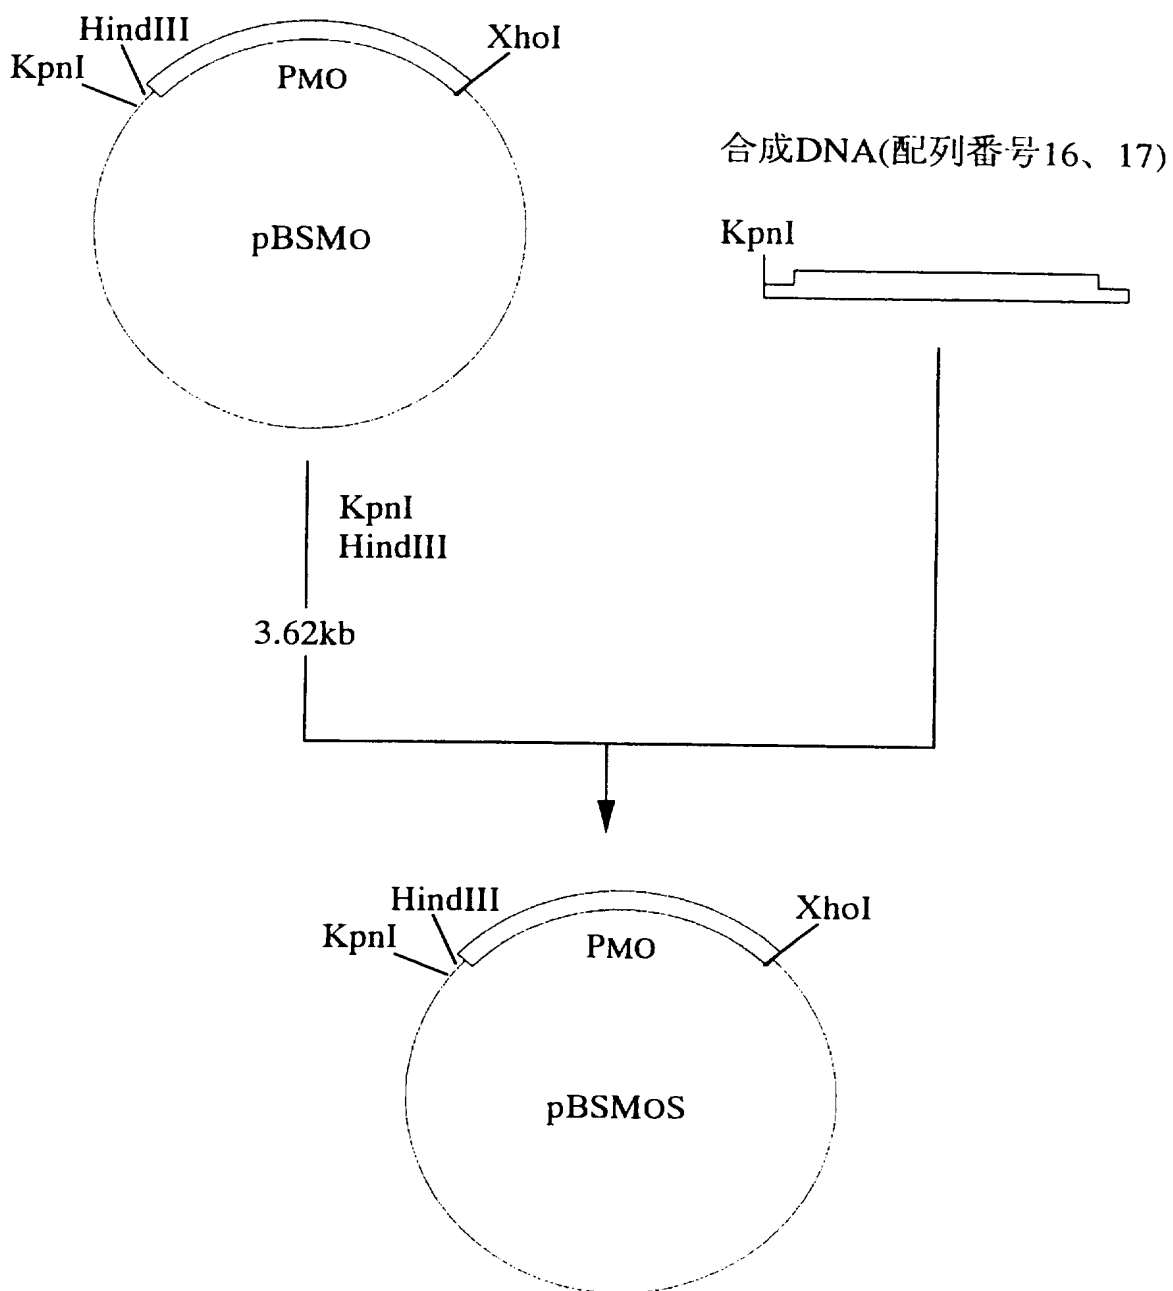 HindIII
XhoI
KpnI
PMO
pBSMO
合成DNA(配列番号16、17)
KpnI
KpnI
HindIII
3.62kb
HindIII
XhoI
KpnI
PMO
pBSMOS